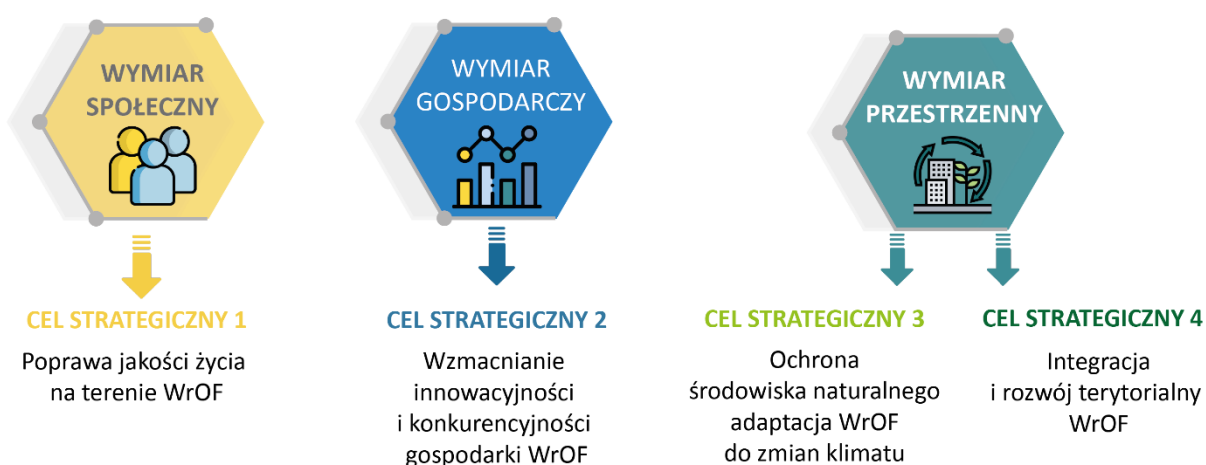 WYMIAR
SPOŁECZNY
WYMIAR
GOSPODARCZY
WYMIAR
PRZESTRZENNY
CEL STRATEGICZNY 1
Poprawa jakości życia
na terenie WrOF
CEL STRATEGICZNY 2
Wzmacnianie
innowacyjności
i konkurencyjności
gospodarki WrOF
CEL STRATEGICZNY 3
Ochrona
środowiska naturalnego
adaptacja WrOF
do zmian klimatu
CEL STRATEGICZNY 4
Integracja
i rozwój terytorialny
WrOF